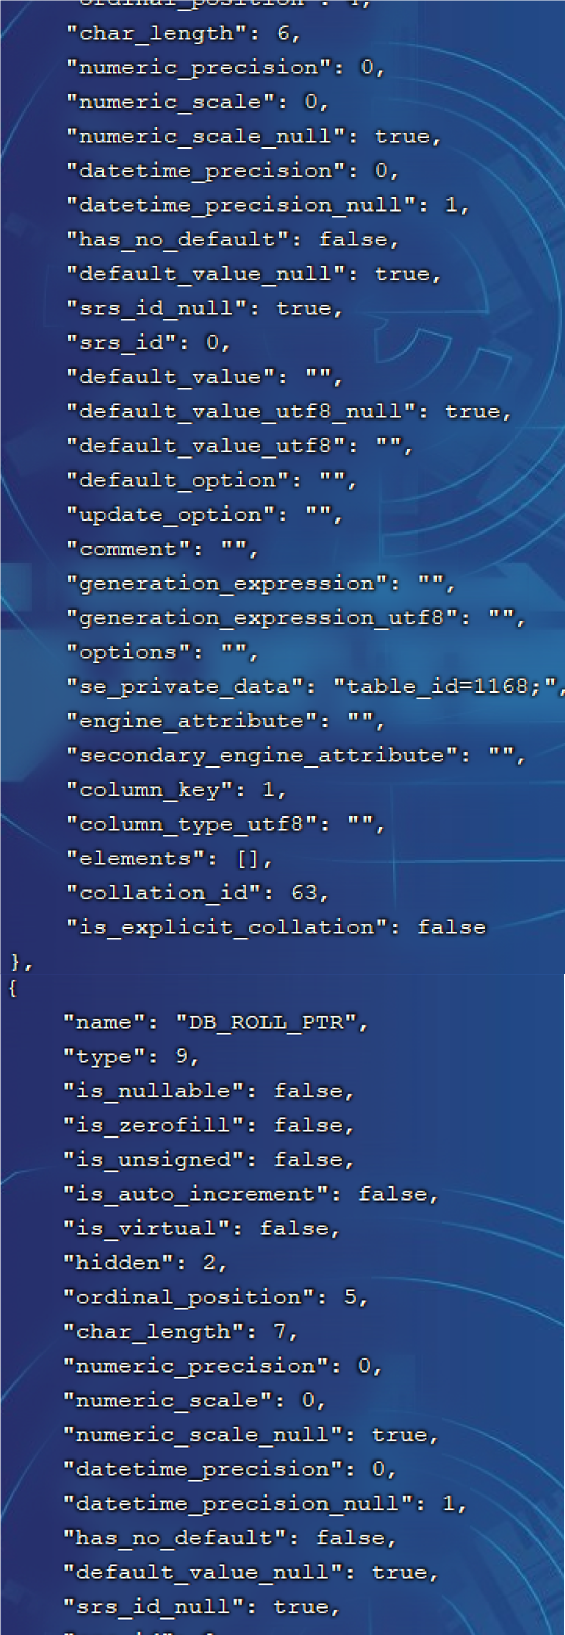 "ordinal_position": 4,
"char_length": 6,
"numeric_precision": 0,
"numeric_scale": 0,
"numeric_scale_null": true,
"datetime_precision": 0,
"datetime_precision_null": 1,
"has_no_default": false,
"default_value_null": true,
"srs_id_null": true,
"srs_id": 0,
"default_value": "",
"default_value_utf8_null": true,
"default_value_utf8": "",
"default_option": "",
"update_option": "",
"comment": "",
"generation_expression": "",
"generation_expression_utf8": "",
"options": "",
"se_private_data": "table_id=1168;",
"engine_attribute": "",
"secondary_engine_attribute": "",
"column_key": 1,
"column_type_utf8": "",
"elements": [],
"collation_id": 63,
"is_explicit_collation": false
},
{
"name": "DB_ROLL_PTR",
"type": 9,
"is_nullable": false,
"is_zerofill": false,
"is_unsigned": false,
"is_auto_increment": false,
"is_virtual": false,
"hidden": 2,
"ordinal_position": 5,
"char_length": 7,
"numeric_precision": 0,
"numeric_scale": 0,
"numeric_scale_null": true,
"datetime_precision": 0,
"datetime_precision_null": 1,
"has_no_default": false,
"default_value_null": true,
"srs_id_null": true,